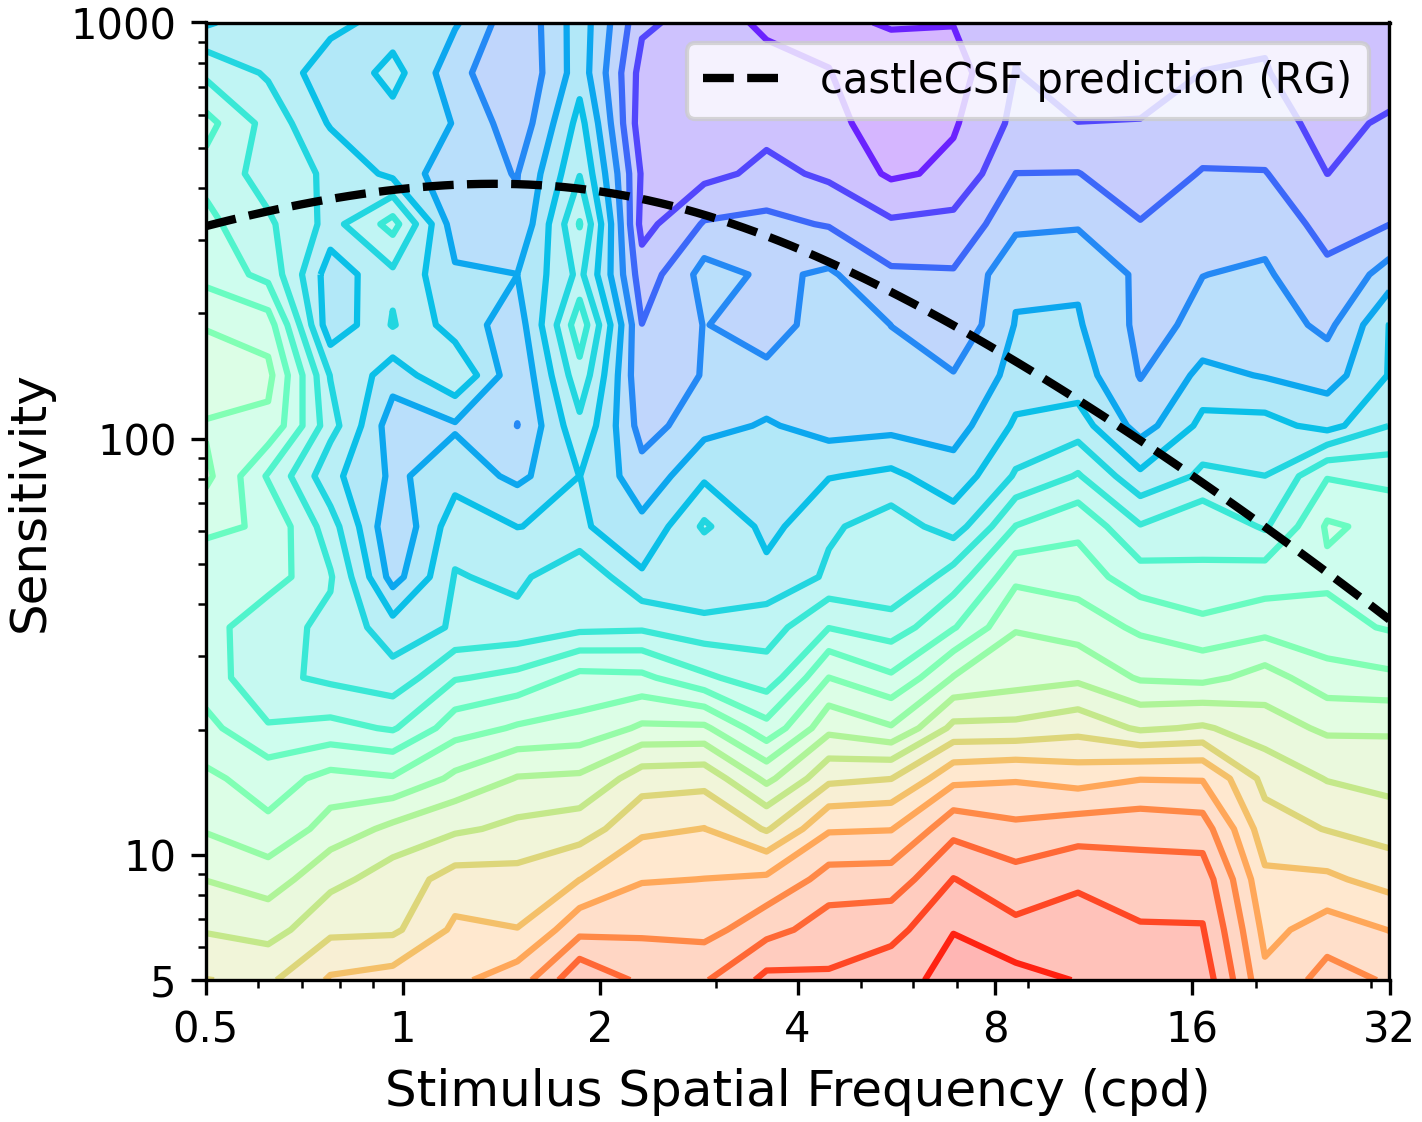 1000
castleCSF prediction (RG)
Sensitivity
100
10
5
0.5 1 2 4 8 16 32
Stimulus Spatial Frequency (cpd)